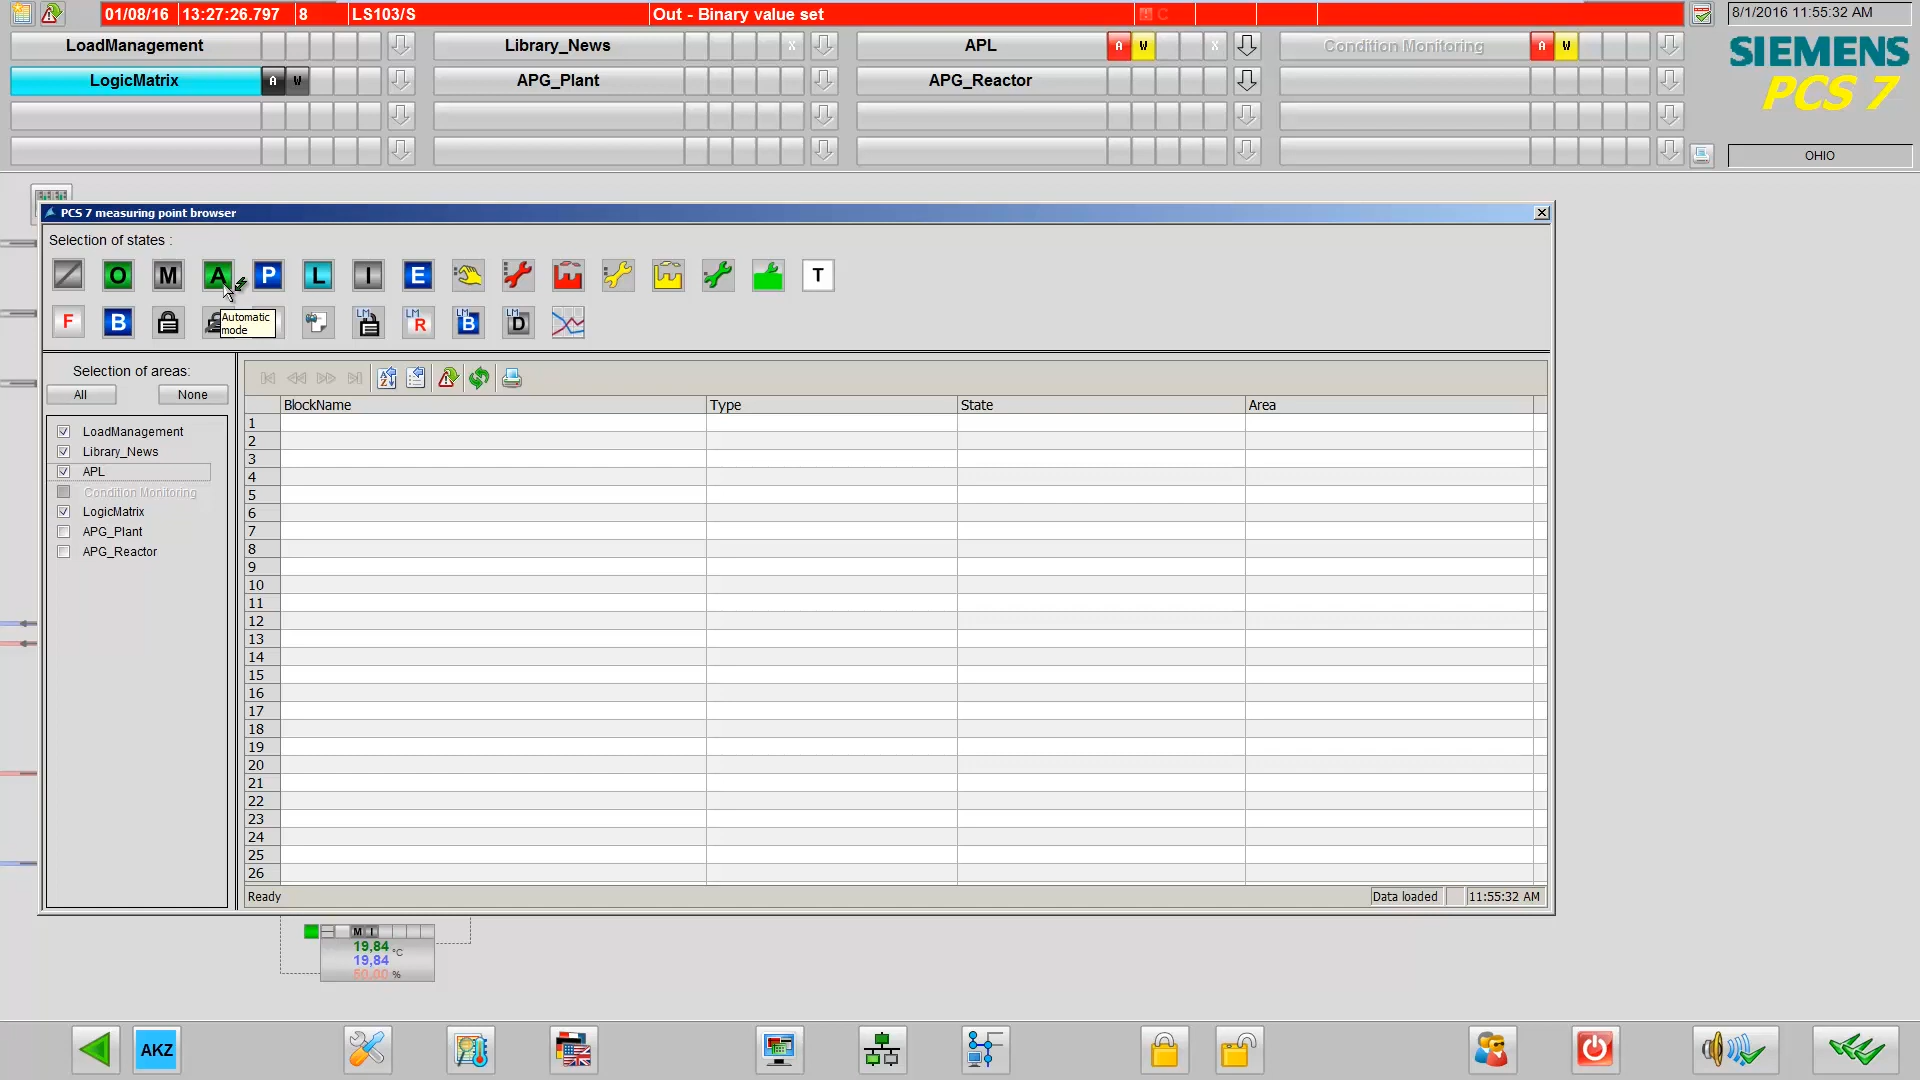 01/08/16 13:27:26.797 8 LS103/S Out - Binary value set C 8/1/2016 11:55:32 AM
LoadManagement Library_News X APL A W X Condition Monitoring A W
SIEMENS
LogicMatrix A W APG_Plant APG_Reactor
PCS 7
OHIO
PCS 7 measuring point browser
Selection of states :
O M A P L I E T
F B LM LM R LM B LM D
Automatic
mode
Selection of areas:
All None
LoadManagement
Library_News
APL
Condition Monitoring
LogicMatrix
APG_Plant
APG_Reactor
A Z
BlockName Type State Area
1
2
3
4
5
6
7
8
9
10
11
12
13
14
15
16
17
18
19
20
21
22
23
24
25
26
Ready Data loaded 11:55:32 AM
M I
19,84 °C
19,84
50,00 %
AKZ